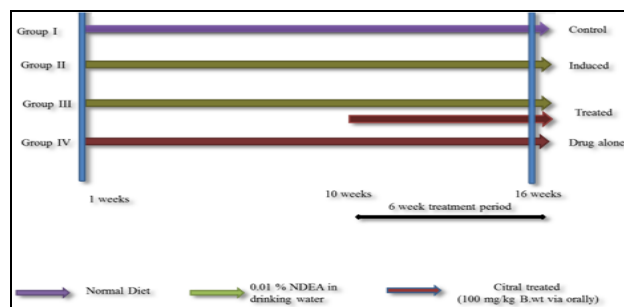 Group I
Control
Group II
Induced
Group III
Treated
Group IV
Drug alone
1 weeks
10 weeks
16 weeks
6 week treatment period
Normal Diet
0.01 % NDEA in
drinking water
Citral treated
(100 mg/kg B.wt via orally)